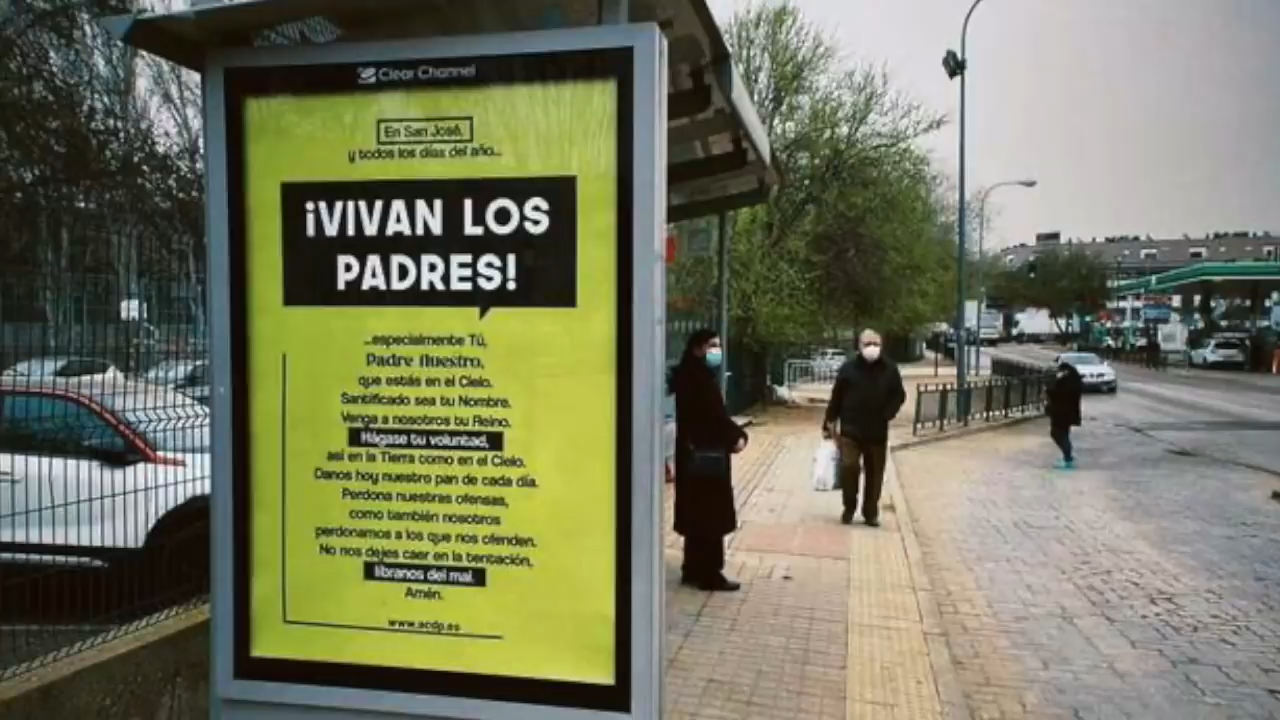 Clear Channel
En San José,
y todos los días del año...
¡VIVAN LOS
PADRES!
...especialmente Tú,
Padre Nuestro,
que estás en el Cielo.
Santificado sea tu Nombre.
Venga a nosotros tu Reino.
Hágase tu voluntad,
así en la Tierra como en el Cielo.
Danos hoy nuestro pan de cada día.
Perdona nuestras ofensas,
como también nosotros
perdonamos a los que nos ofenden.
No nos dejes caer en la tentación,
líbranos del mal.
Amén.
www.acdp.es